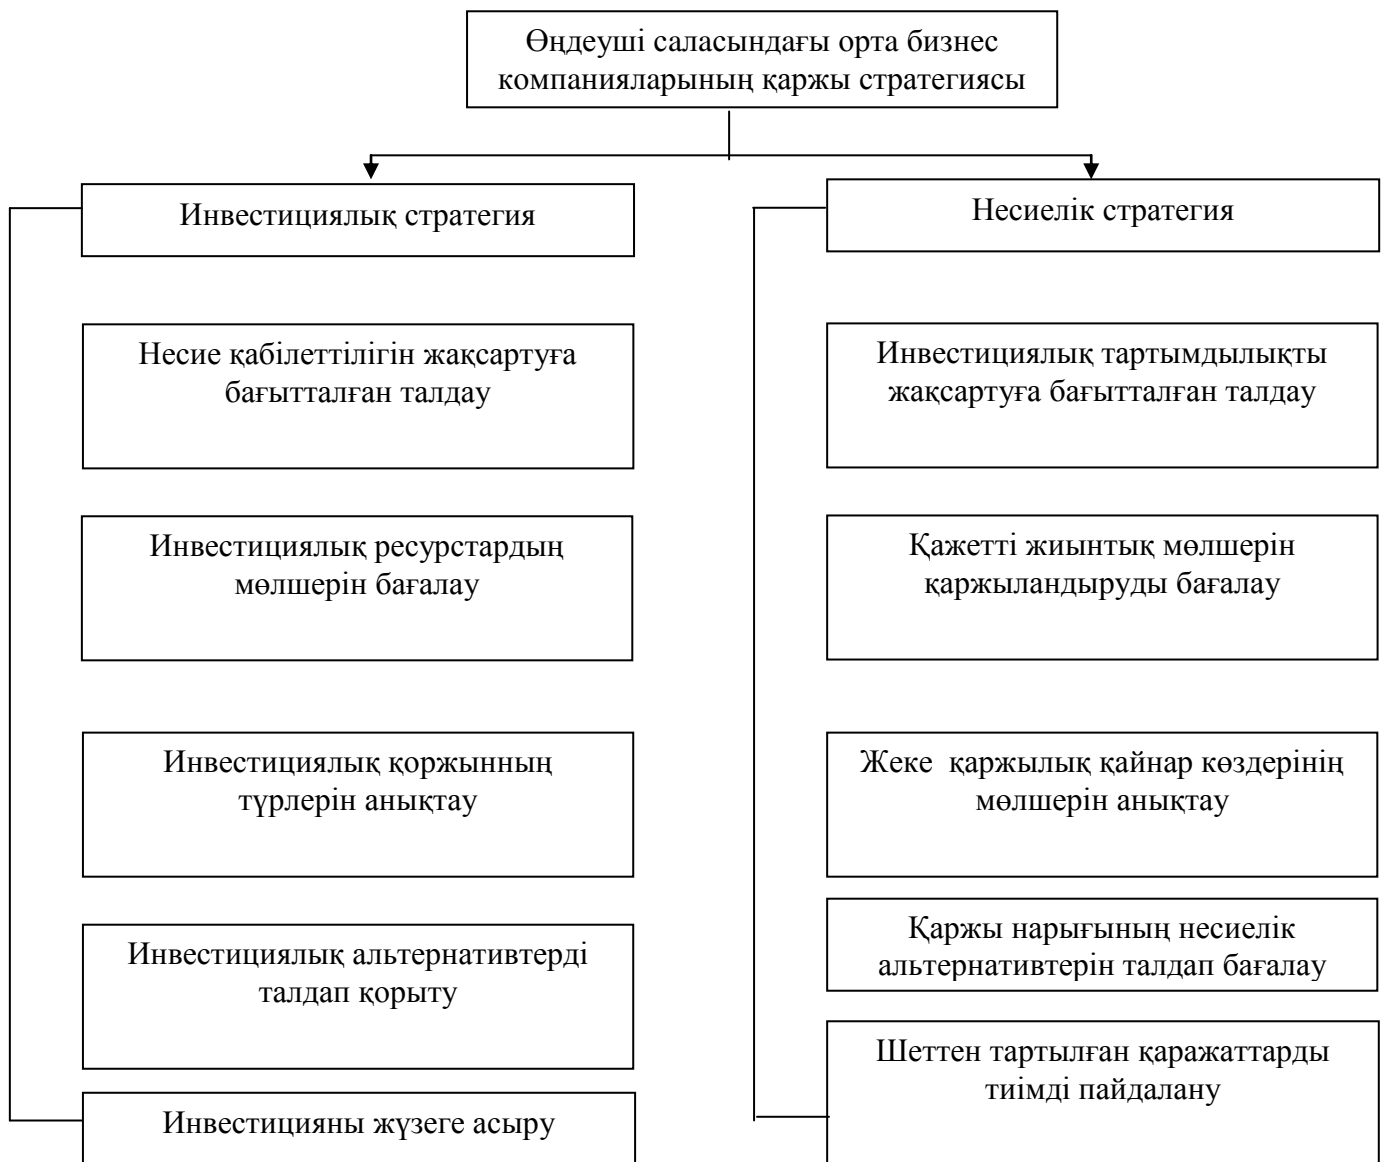 Өңдеуші саласындағы орта бизнес
компанияларының қаржы стратегиясы
Инвестициялық стратегия
Несие қабілеттілігін жақсартуға
бағытталған талдау
Инвестициялық ресурстардың
мөлшерін бағалау
Инвестициялық қоржынның
түрлерін анықтау
Инвестициялық альтернативтерді
талдап қорыту
Инвестицияны жүзеге асыру
Несиелік стратегия
Инвестициялық тартымдылықты
жақсартуға бағытталған талдау
Қажетті жиынтық мөлшерін
қаржыландыруды бағалау
Жеке қаржылық қайнар көздерінің
мөлшерін анықтау
Қаржы нарығының несиелік
альтернативтерін талдап бағалау
Шеттен тартылған қаражаттарды
тиімді пайдалану